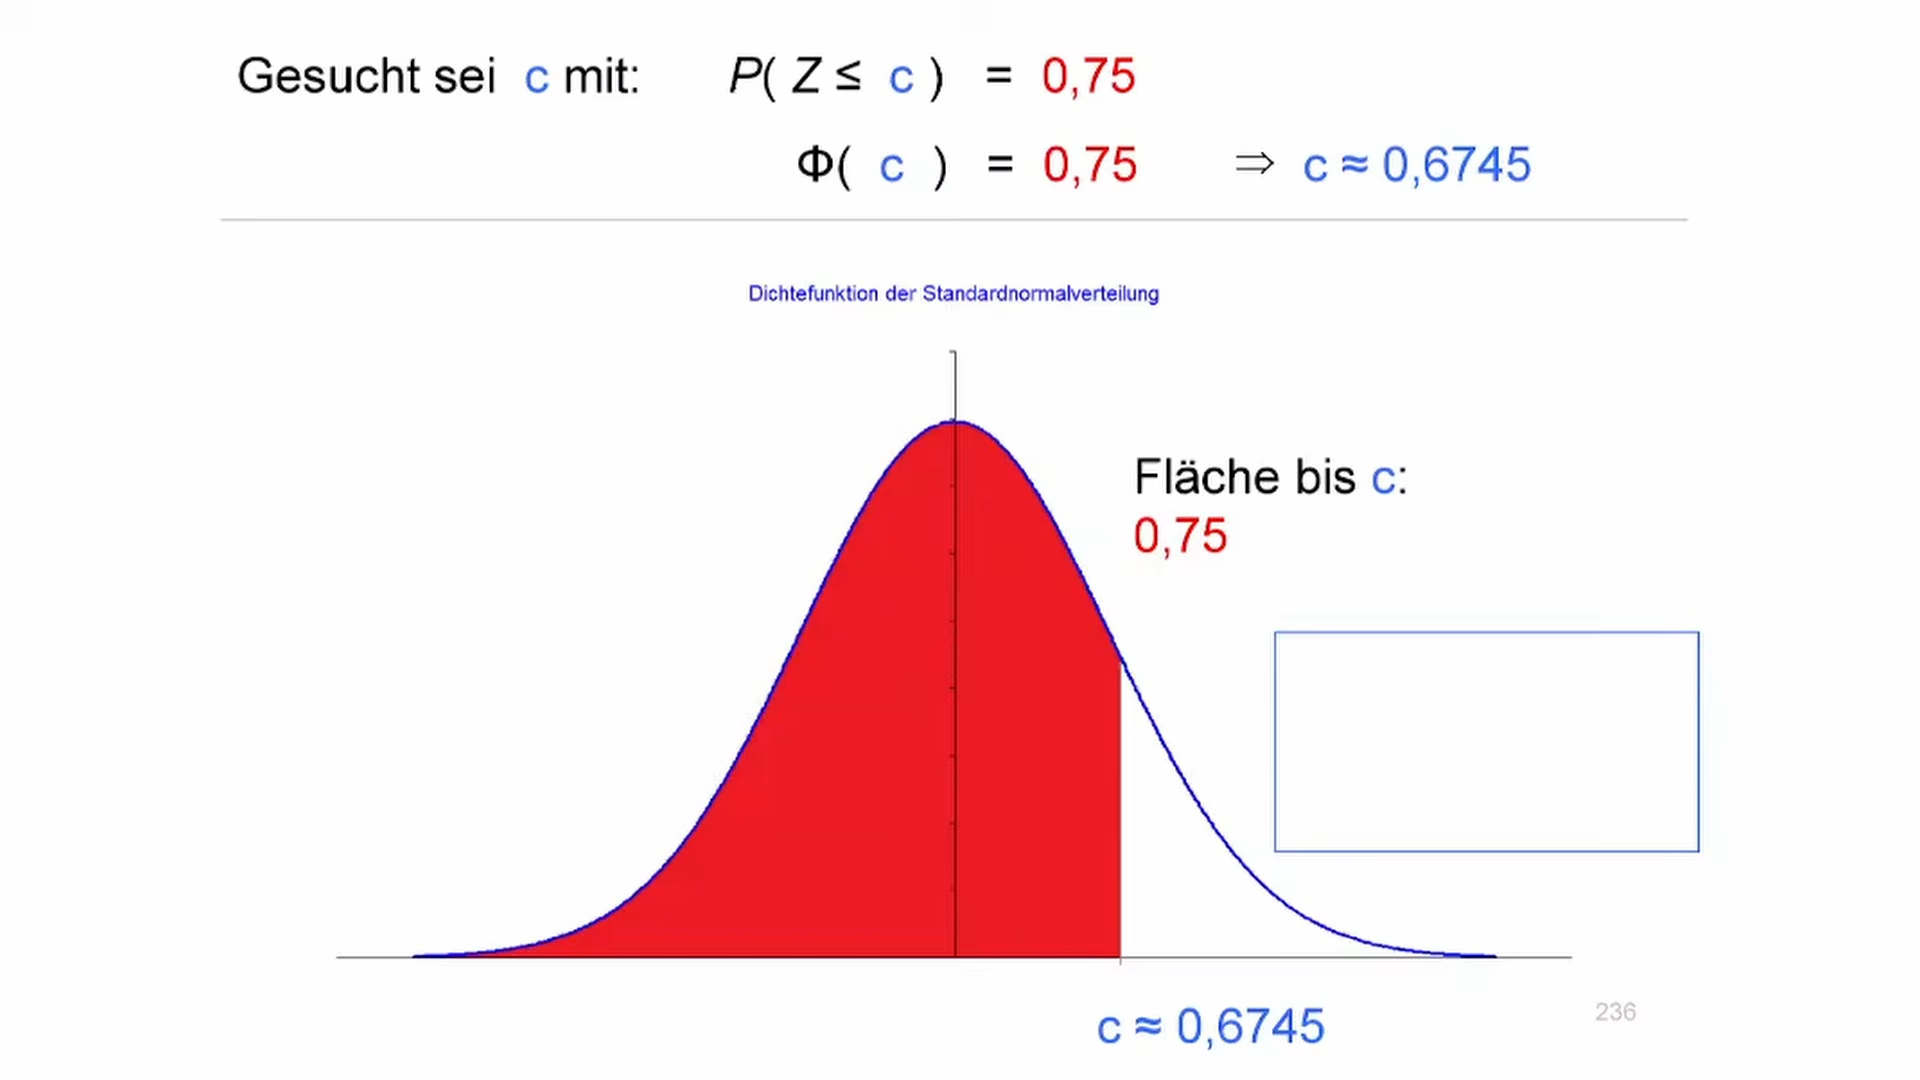 Gesucht sei c mit: P( Z ≤ c ) = 0,75
Φ( c ) = 0,75 ⇒ c ≈ 0,6745
Dichtefunktion der Standardnormalverteilung
Fläche bis c:
0,75
c ≈ 0,6745
236